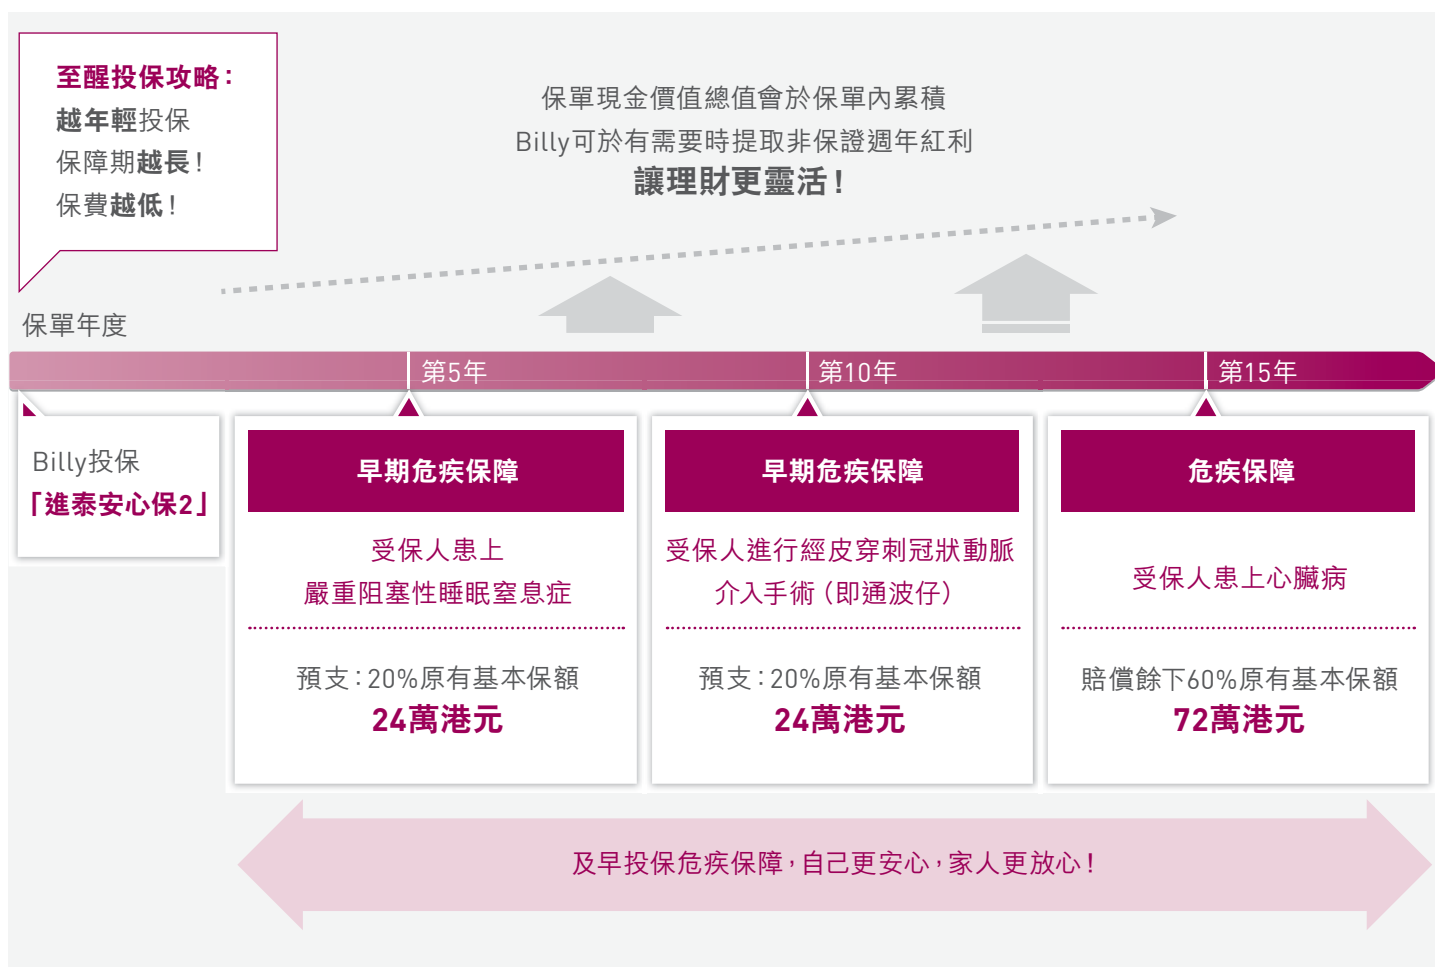 至醒投保攻略：
越年輕投保
保障期越長！
保費越低！
保單現金價值總值會於保單內累積
Billy可於有需要時提取非保證週年紅利
讓理財更靈活！
保單年度
第5年
第10年
第15年
Billy投保
「進泰安心保2」
早期危疾保障
受保人患上
嚴重阻塞性睡眠窒息症
預支：20%原有基本保額
24萬港元
早期危疾保障
受保人進行經皮穿刺冠狀動脈
介入手術（即通波仔）
預支：20%原有基本保額
24萬港元
危疾保障
受保人患上心臟病
賠償餘下60%原有基本保額
72萬港元
及早投保危疾保障，自己更安心，家人更放心！